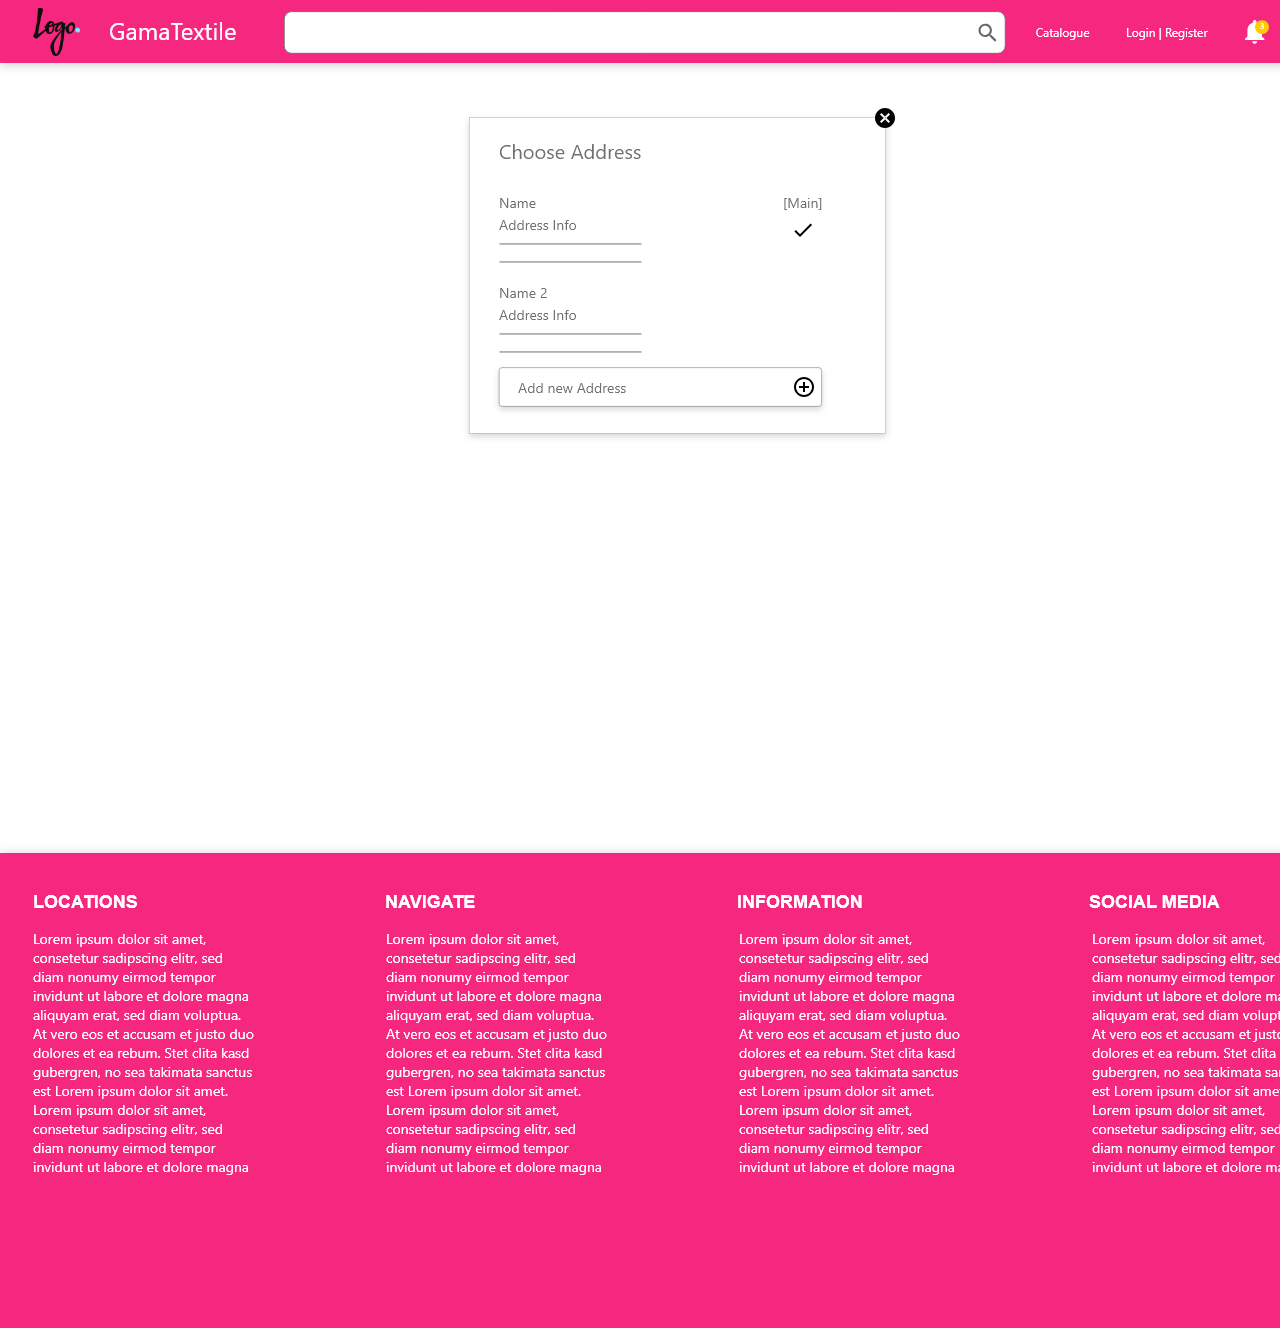 Logo.
GamaTextile
Catalogue
Login | Register
3
Choose Address
Name
[Main]
Address Info
Name 2
Address Info
Add new Address
LOCATIONS
Lorem ipsum dolor sit amet,
consetetur sadipscing elitr, sed
diam nonumy eirmod tempor
invidunt ut labore et dolore magna
aliquyam erat, sed diam voluptua.
At vero eos et accusam et justo duo
dolores et ea rebum. Stet clita kasd
gubergren, no sea takimata sanctus
est Lorem ipsum dolor sit amet.
Lorem ipsum dolor sit amet,
consetetur sadipscing elitr, sed
diam nonumy eirmod tempor
invidunt ut labore et dolore magna
NAVIGATE
Lorem ipsum dolor sit amet,
consetetur sadipscing elitr, sed
diam nonumy eirmod tempor
invidunt ut labore et dolore magna
aliquyam erat, sed diam voluptua.
At vero eos et accusam et justo duo
dolores et ea rebum. Stet clita kasd
gubergren, no sea takimata sanctus
est Lorem ipsum dolor sit amet.
Lorem ipsum dolor sit amet,
consetetur sadipscing elitr, sed
diam nonumy eirmod tempor
invidunt ut labore et dolore magna
INFORMATION
Lorem ipsum dolor sit amet,
consetetur sadipscing elitr, sed
diam nonumy eirmod tempor
invidunt ut labore et dolore magna
aliquyam erat, sed diam voluptua.
At vero eos et accusam et justo duo
dolores et ea rebum. Stet clita kasd
gubergren, no sea takimata sanctus
est Lorem ipsum dolor sit amet.
Lorem ipsum dolor sit amet,
consetetur sadipscing elitr, sed
diam nonumy eirmod tempor
invidunt ut labore et dolore magna
SOCIAL MEDIA
Lorem ipsum dolor sit amet,
consetetur sadipscing elitr, sed
diam nonumy eirmod tempor
invidunt ut labore et dolore
aliquyam erat, sed diam
At vero eos et accusam et
dolores et ea rebum. Stet clita
gubergren, no sea takimata
est Lorem ipsum dolor sit
Lorem ipsum dolor sit amet,
consetetur sadipscing elitr, sed
diam nonumy eirmod tempor
invidunt ut labore et dolore